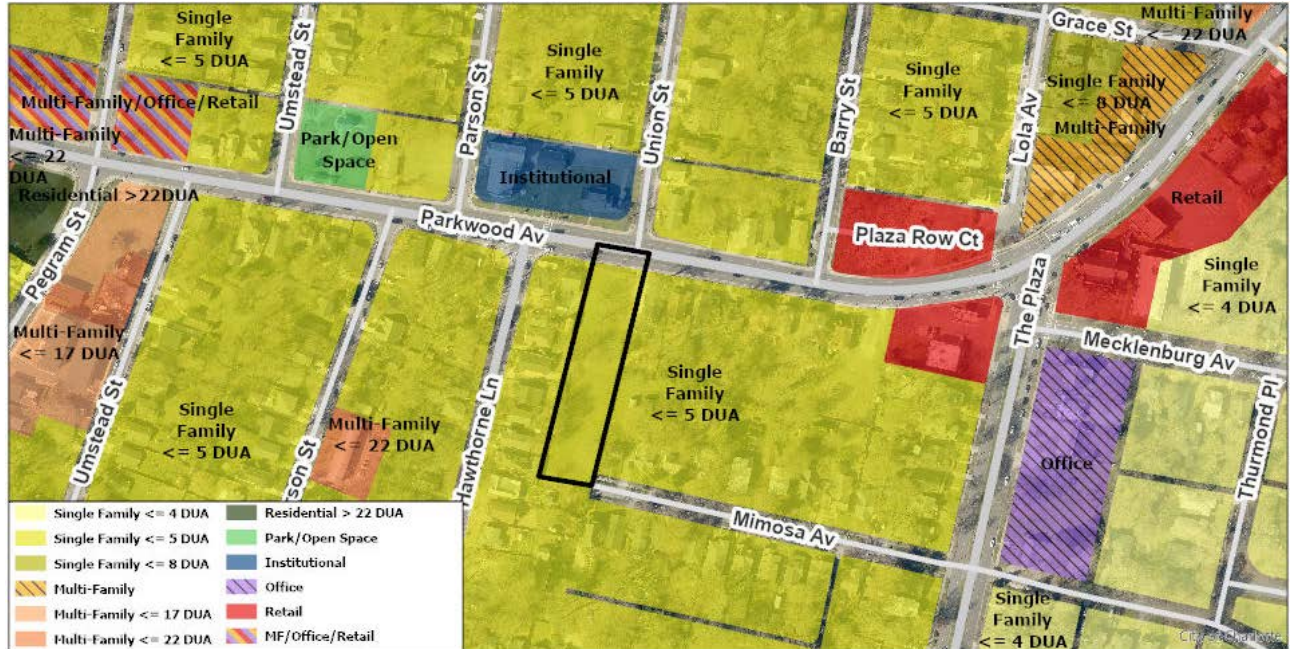 Single
Family
<= 5 DUA
Umstead St
Parson St
Single
Family
<= 5 DUA
Union St
Barry St
Single
Family
<= 5 DUA
Lola Av
Grace St
Multi-Family
<= 22 DUA
Single Family
<= 8 DUA
Multi-Family
Multi-Family/Office/Retail
Multi-Family
<= 22
DUA
Residential >22DUA
Park/Open
Space
Institutional
Parkwood Av
Plaza Row Ct
Retail
Single
Family
<= 4 DUA
Pegram St
Multi-Family
<= 17 DUA
Umstead St
Single
Family
<= 5 DUA
rson St
Multi-Family
<= 22 DUA
Hawthorne Ln
Single
Family
<= 5 DUA
The Plaza
Mecklenburg Av
Office
Thurmond Pl
Mimosa Av
Single
Family
<= 4 DUA
Single Family <= 4 DUA
Single Family <= 5 DUA
Single Family <= 8 DUA
Multi-Family
Multi-Family <= 17 DUA
Multi-Family <= 22 DUA
Residential > 22 DUA
Park/Open Space
Institutional
Office
Retail
MF/Office/Retail
City of Charlotte